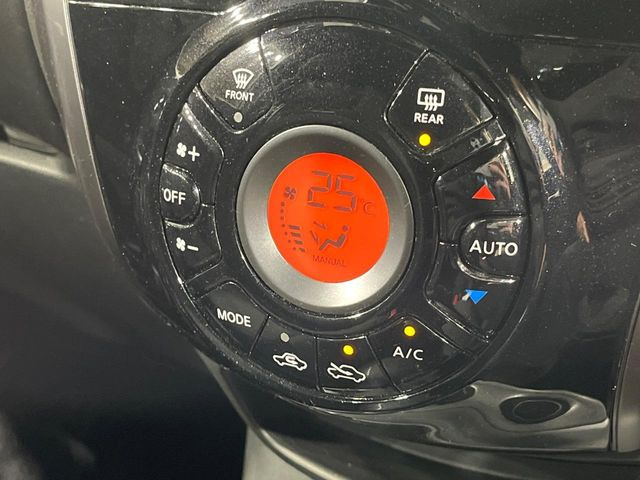 FRONT
REAR
+
OFF
-
25°C
MANUAL
AUTO
MODE
A/C